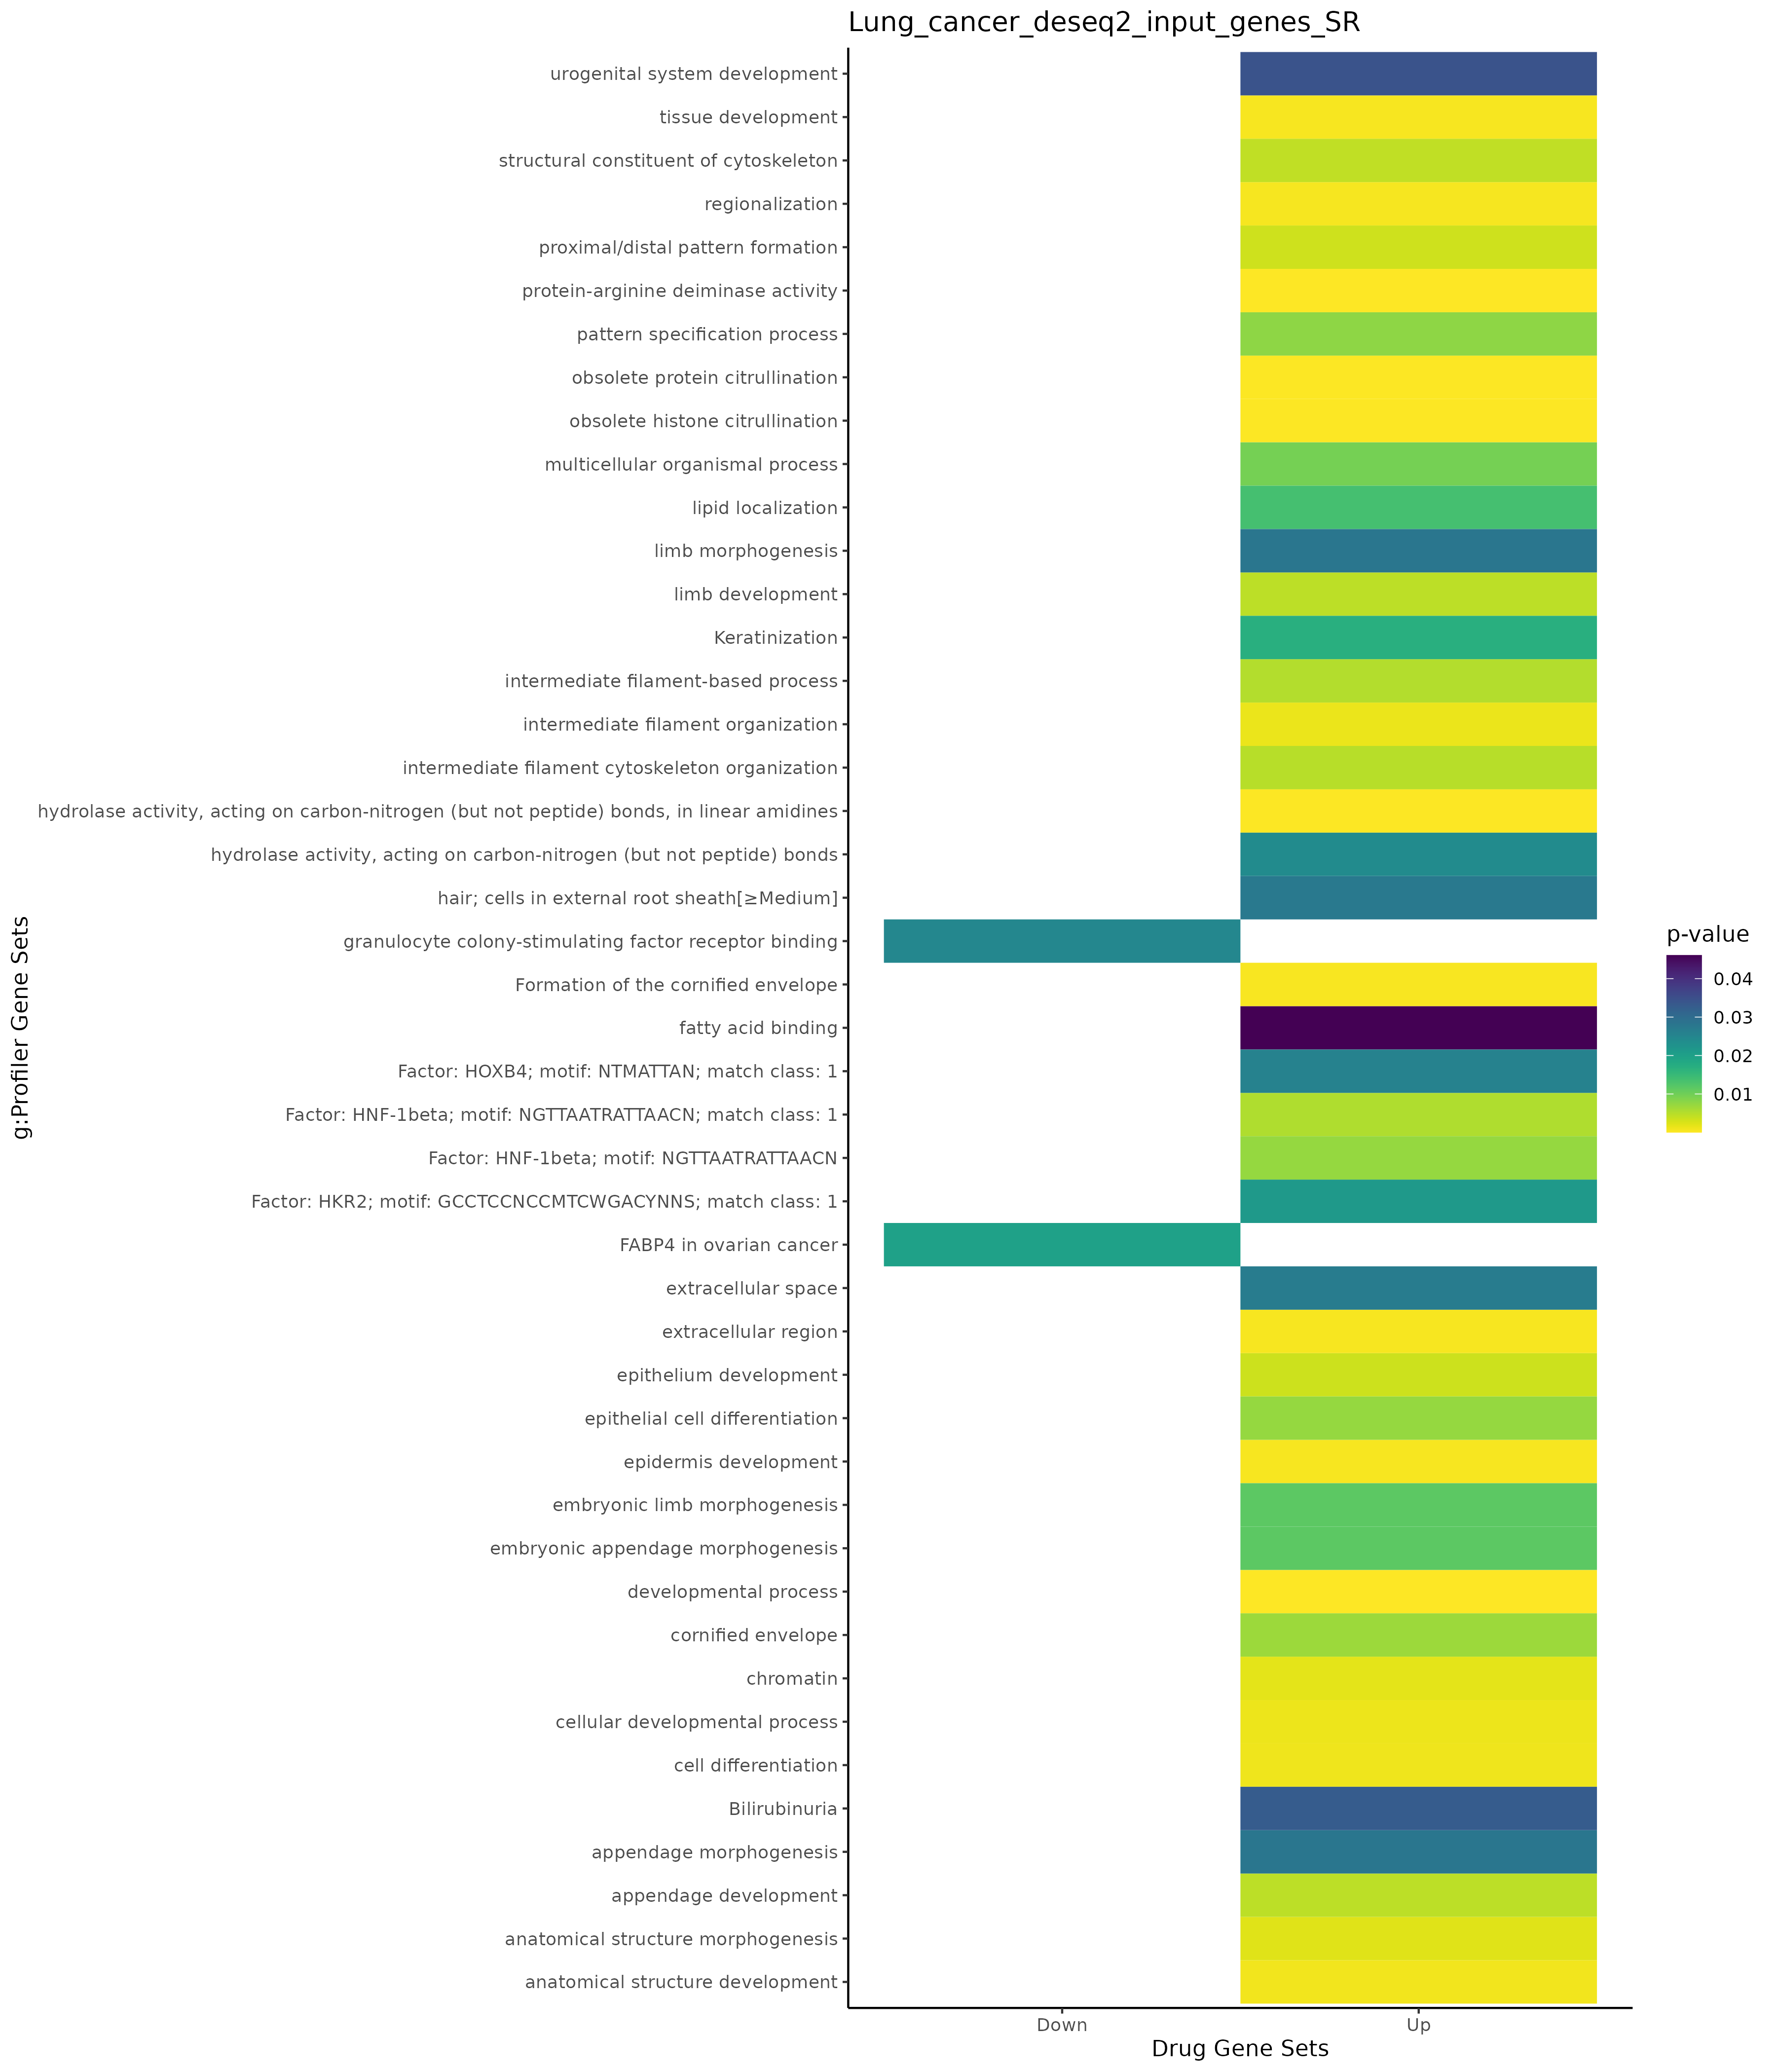 Lung_cancer_deseq2_input_genes_SR
urogenital system development
tissue development
structural constituent of cytoskeleton
regionalization
proximal/distal pattern formation
protein-arginine deiminase activity
pattern specification process
obsolete protein citrullination
obsolete histone citrullination
multicellular organismal process
lipid localization
limb morphogenesis
limb development
Keratinization
intermediate filament-based process
intermediate filament organization
intermediate filament cytoskeleton organization
hydrolase activity, acting on carbon-nitrogen (but not peptide) bonds, in linear amidines
hydrolase activity, acting on carbon-nitrogen (but not peptide) bonds
hair; cells in external root sheath[≥Medium]
granulocyte colony-stimulating factor receptor binding
Formation of the cornified envelope
fatty acid binding
Factor: HOXB4; motif: NTMATTAN; match class: 1
Factor: HNF-1beta; motif: NGTTAATRATTAACN; match class: 1
Factor: HNF-1beta; motif: NGTTAATRATTAACN
Factor: HKR2; motif: GCCTCCNCCMTCWGACYNNS; match class: 1
FABP4 in ovarian cancer
extracellular space
extracellular region
epithelium development
epithelial cell differentiation
epidermis development
embryonic limb morphogenesis
embryonic appendage morphogenesis
developmental process
cornified envelope
chromatin
cellular developmental process
cell differentiation
Bilirubinuria
appendage morphogenesis
appendage development
anatomical structure morphogenesis
anatomical structure development
g:Profiler Gene Sets
Down
Up
Drug Gene Sets
p-value
0.04
0.03
0.02
0.01